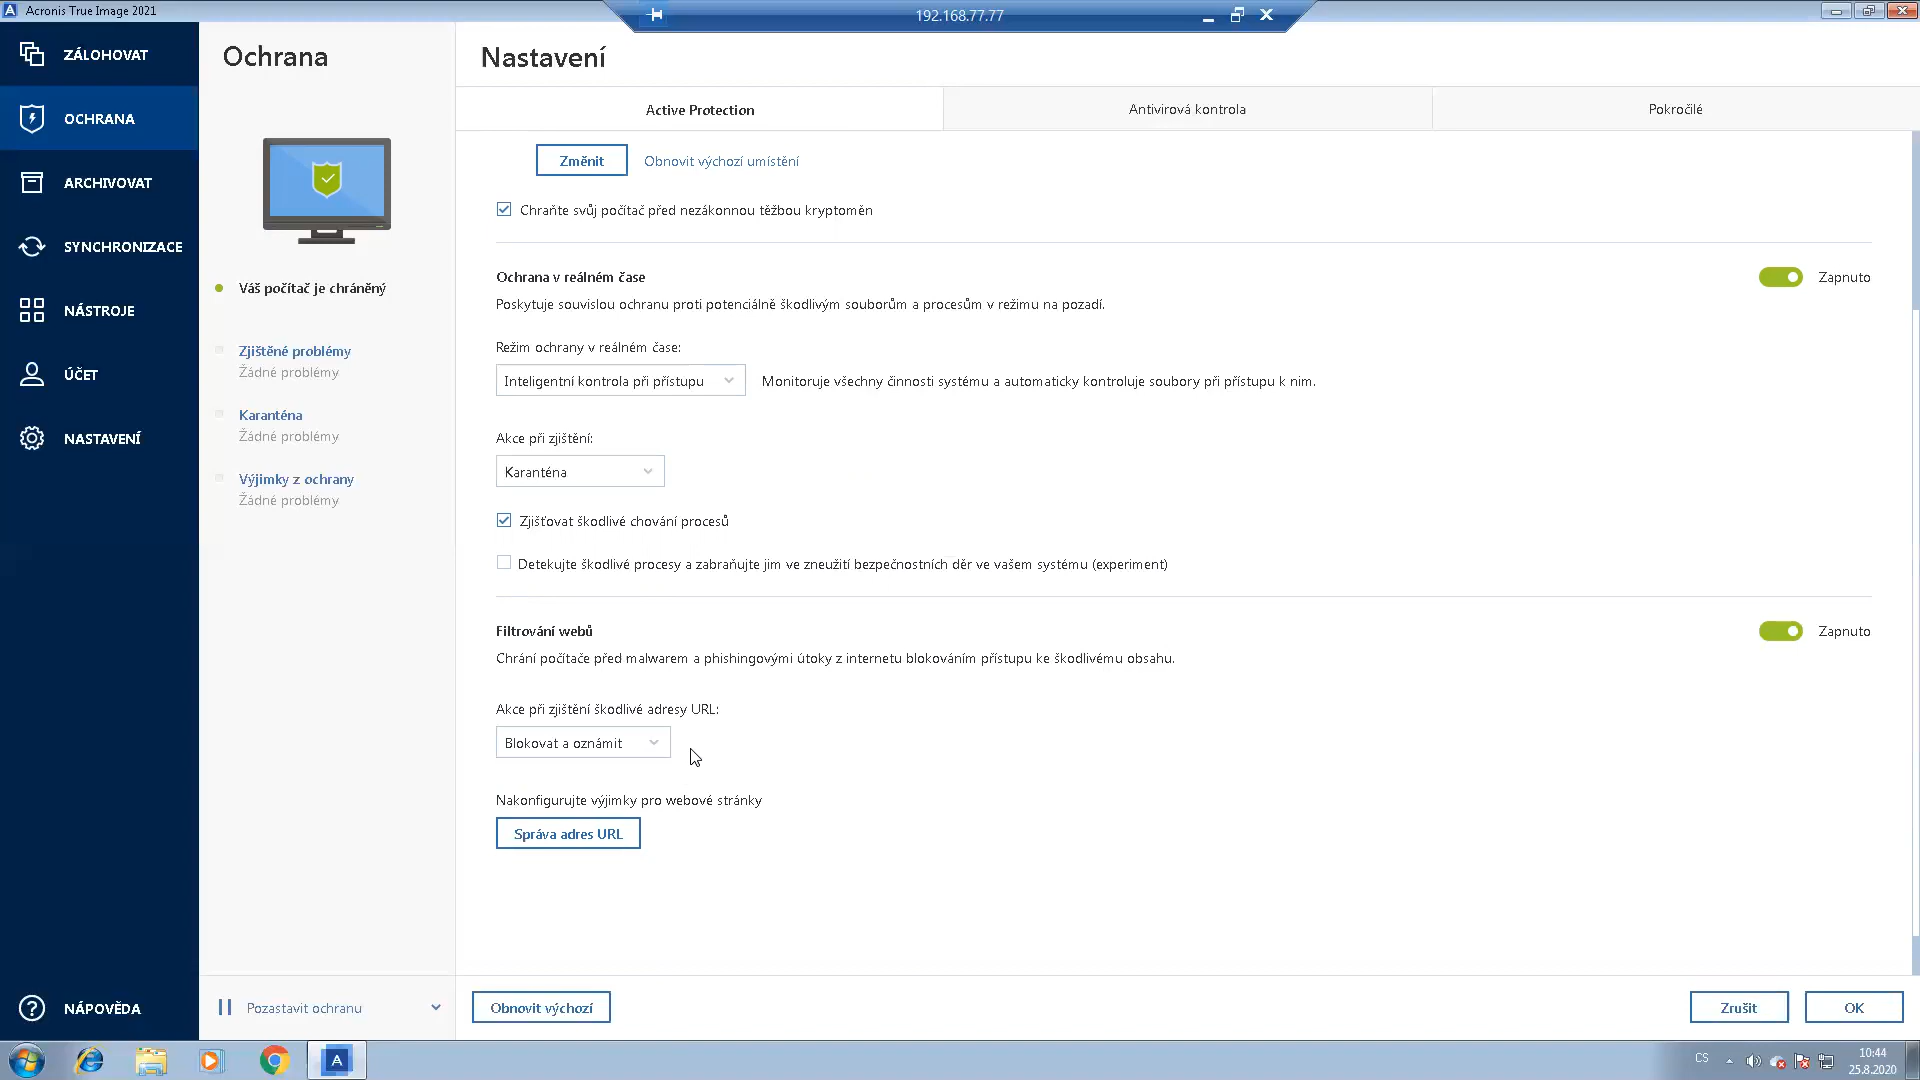 Acronis True Image 2021
192.168.77.77
ZÁLOHOVAT
OCHRANA
ARCHIVOVAT
SYNCHRONIZACE
NÁSTROJE
ÚČET
NASTAVENÍ
NÁPOVĚDA
Ochrana
Váš počítač je chráněný
Zjištěné problémy
Žádné problémy
Karanténa
Žádné problémy
Výjimky z ochrany
Žádné problémy
Pozastavit ochranu
Nastavení
Active Protection
Antivirová kontrola
Pokročilé
Změnit
Obnovit výchozí umístění
Chraňte svůj počítač před nezákonnou těžbou kryptoměn
Ochrana v reálném čase
Zapnuto
Poskytuje souvislou ochranu proti potenciálně škodlivým souborům a procesům v režimu na pozadí.
Režim ochrany v reálném čase:
Inteligentní kontrola při přístupu
Monitoruje všechny činnosti systému a automaticky kontroluje soubory při přístupu k nim.
Akce při zjištění:
Karanténa
Zjišťovat škodlivé chování procesů
Detekujte škodlivé procesy a zabraňujte jim ve zneužití bezpečnostních děr ve vašem systému (experiment)
Filtrování webů
Zapnuto
Chrání počítače před malwarem a phishingovými útoky z internetu blokováním přístupu ke škodlivému obsahu.
Akce při zjištění škodlivé adresy URL:
Blokovat a oznámit
Nakonfigurujte výjimky pro webové stránky
Správa adres URL
Obnovit výchozí
Zrušit
OK
A
CS
10:44
25.8.2020